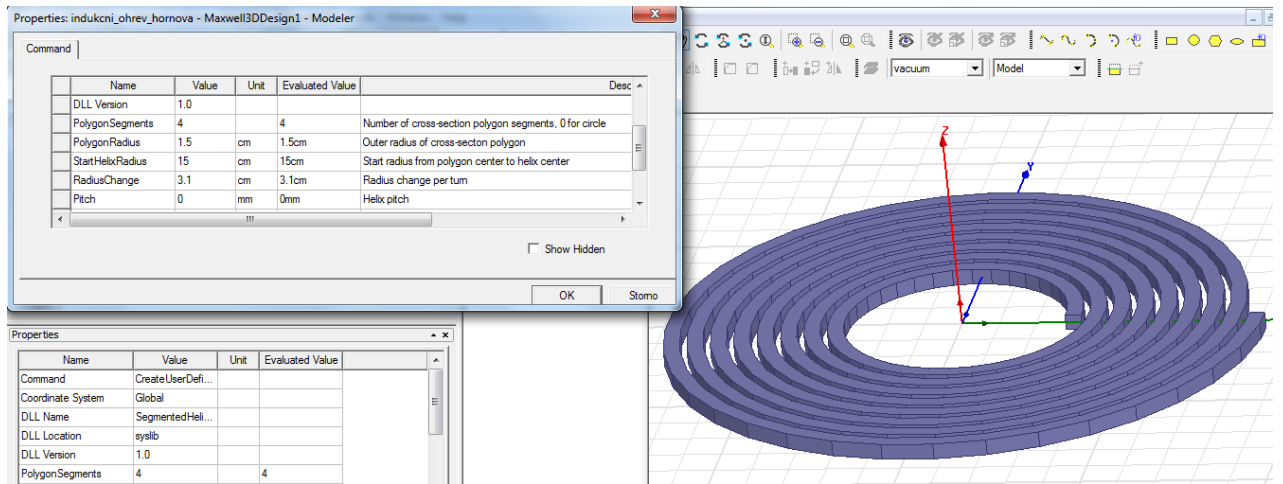 Properties: indukcni_ohrev_hornova - Maxwell3DDesign1 - Modeler
Command
Name Value Unit Evaluated Value Desc
DLL Version 1.0
PolygonSegments 4 4 Number of cross-section polygon segments, 0 for circle
PolygonRadius 1.5 cm 1.5cm Outer radius of cross-secton polygon
StartHelixRadius 15 cm 15cm Start radius from polygon center to helix center
RadiusChange 3.1 cm 3.1cm Radius change per turn
Pitch 0 mm 0mm Helix pitch
Show Hidden
OK Storno
vacuum Model
Z
Y
Properties
Name Value Unit Evaluated Value
Command CreateUserDefi...
Coordinate System Global
DLL Name SegmentedHeli...
DLL Location syslib
DLL Version 1.0
PolygonSegments 4 4